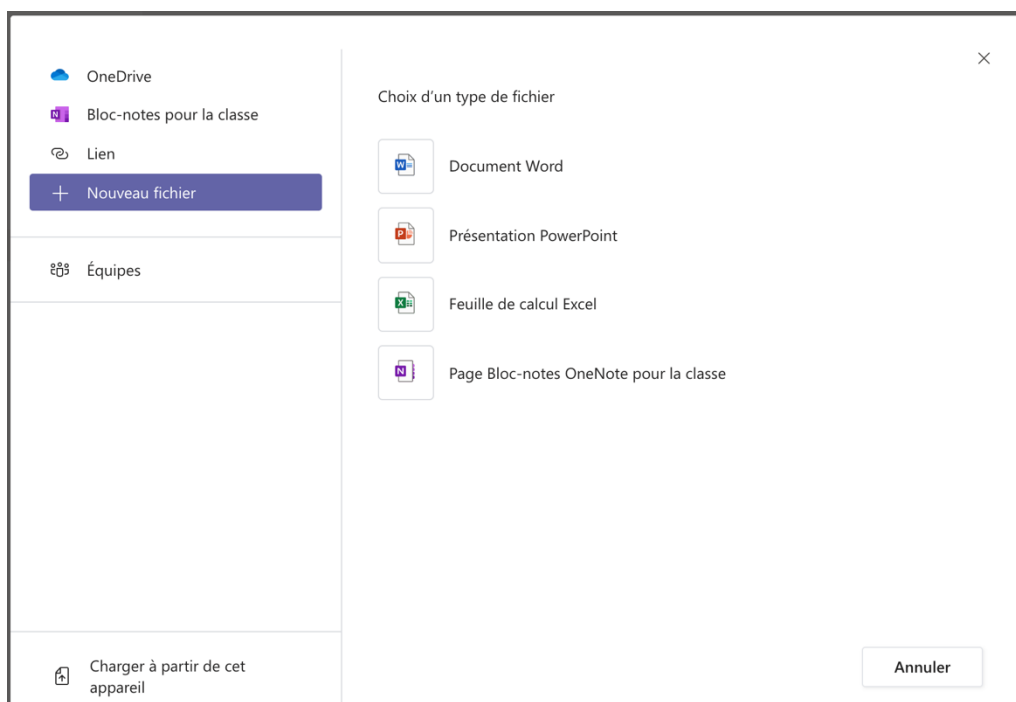 OneDrive
Bloc-notes pour la classe
Lien
Nouveau fichier
Équipes
Charger à partir de cet
appareil
Choix d’un type de fichier
Document Word
Présentation PowerPoint
Feuille de calcul Excel
Page Bloc-notes OneNote pour la classe
Annuler